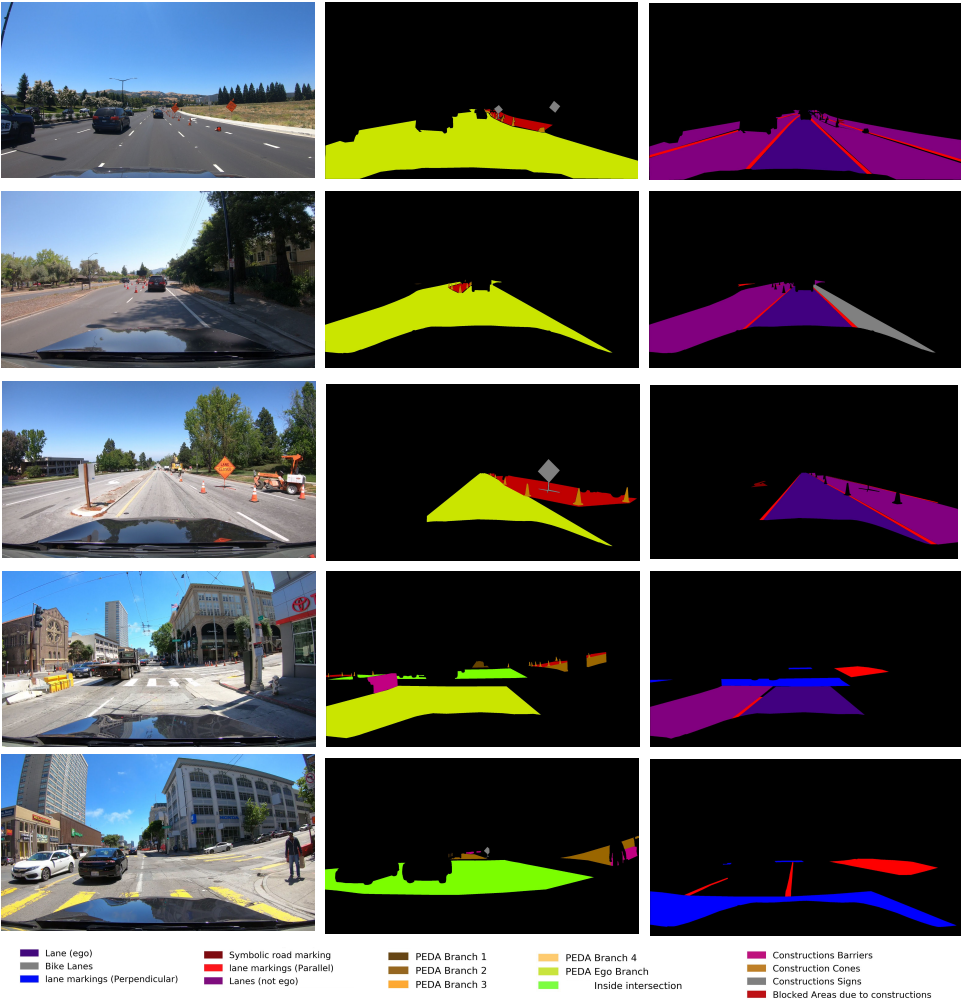 Lane (ego)
Bike Lanes
lane markings (Perpendicular)
Symbolic road marking
lane markings (Parallel)
Lanes (not ego)
PEDA Branch 1
PEDA Branch 2
PEDA Branch 3
PEDA Branch 4
PEDA Ego Branch
Inside intersection
Constructions Barriers
Construction Cones
Constructions Signs
Blocked Areas due to constructions